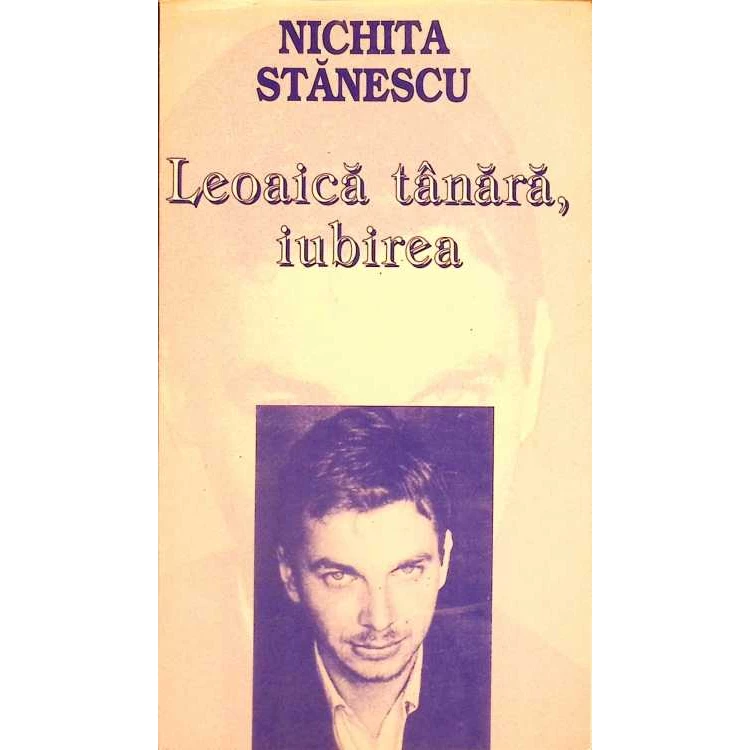 NICHITA
STĂNESCU
Leoaică tânără,
iubirea